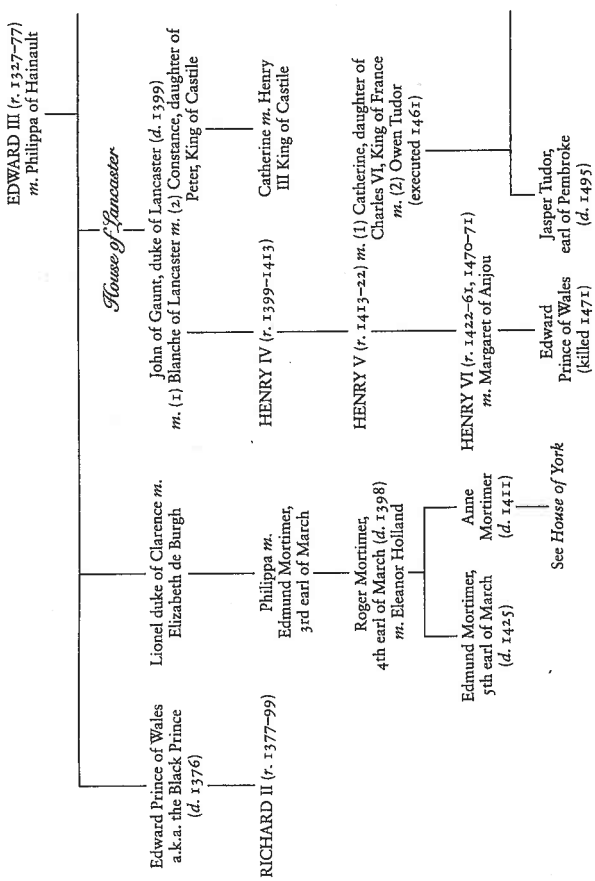 EDWARD III (r. 1327–77)
m. Philippa of Hainault
House of Lancaster
Edward Prince of Wales
a.k.a. the Black Prince
(d. 1376)
Lionel duke of Clarence m.
Elizabeth de Burgh
John of Gaunt, duke of Lancaster (d. 1399)
m. (1) Blanche of Lancaster m. (2) Constance, daughter of
Peter, King of Castile
RICHARD II (r. 1377–99)
Philippa m.
Edmund Mortimer,
3rd earl of March
HENRY IV (r. 1399–1413)
Catherine m. Henry
III King of Castile
Roger Mortimer,
4th earl of March (d. 1398)
m. Eleanor Holland
HENRY V (r. 1413–22) m. (1) Catherine, daughter of
Charles VI, King of France
m. (2) Owen Tudor
(executed 1461)
Edmund Mortimer,
5th earl of March
(d. 1425)
Anne
Mortimer
(d. 1411)
HENRY VI (r. 1422–61, 1470–71)
m. Margaret of Anjou
See House of York
Edward
Prince of Wales
(killed 1471)
Jasper Tudor,
earl of Pembroke
(d. 1495)